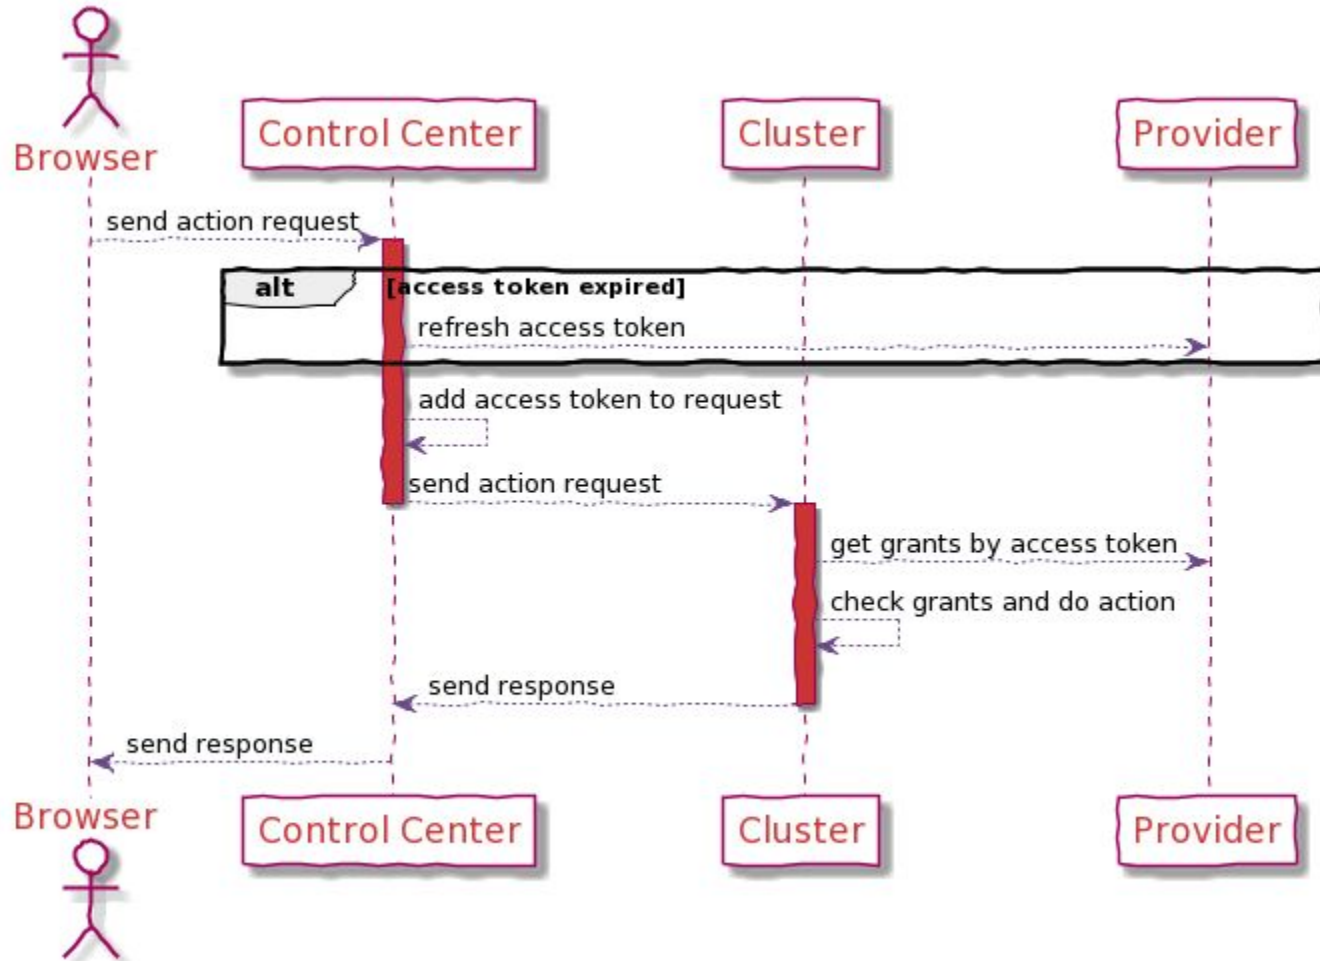 Browser
Control Center
Cluster
Provider
send action request
alt
[access token expired]
refresh access token
add access token to request
send action request
get grants by access token
check grants and do action
send response
send response
Browser
Control Center
Cluster
Provider